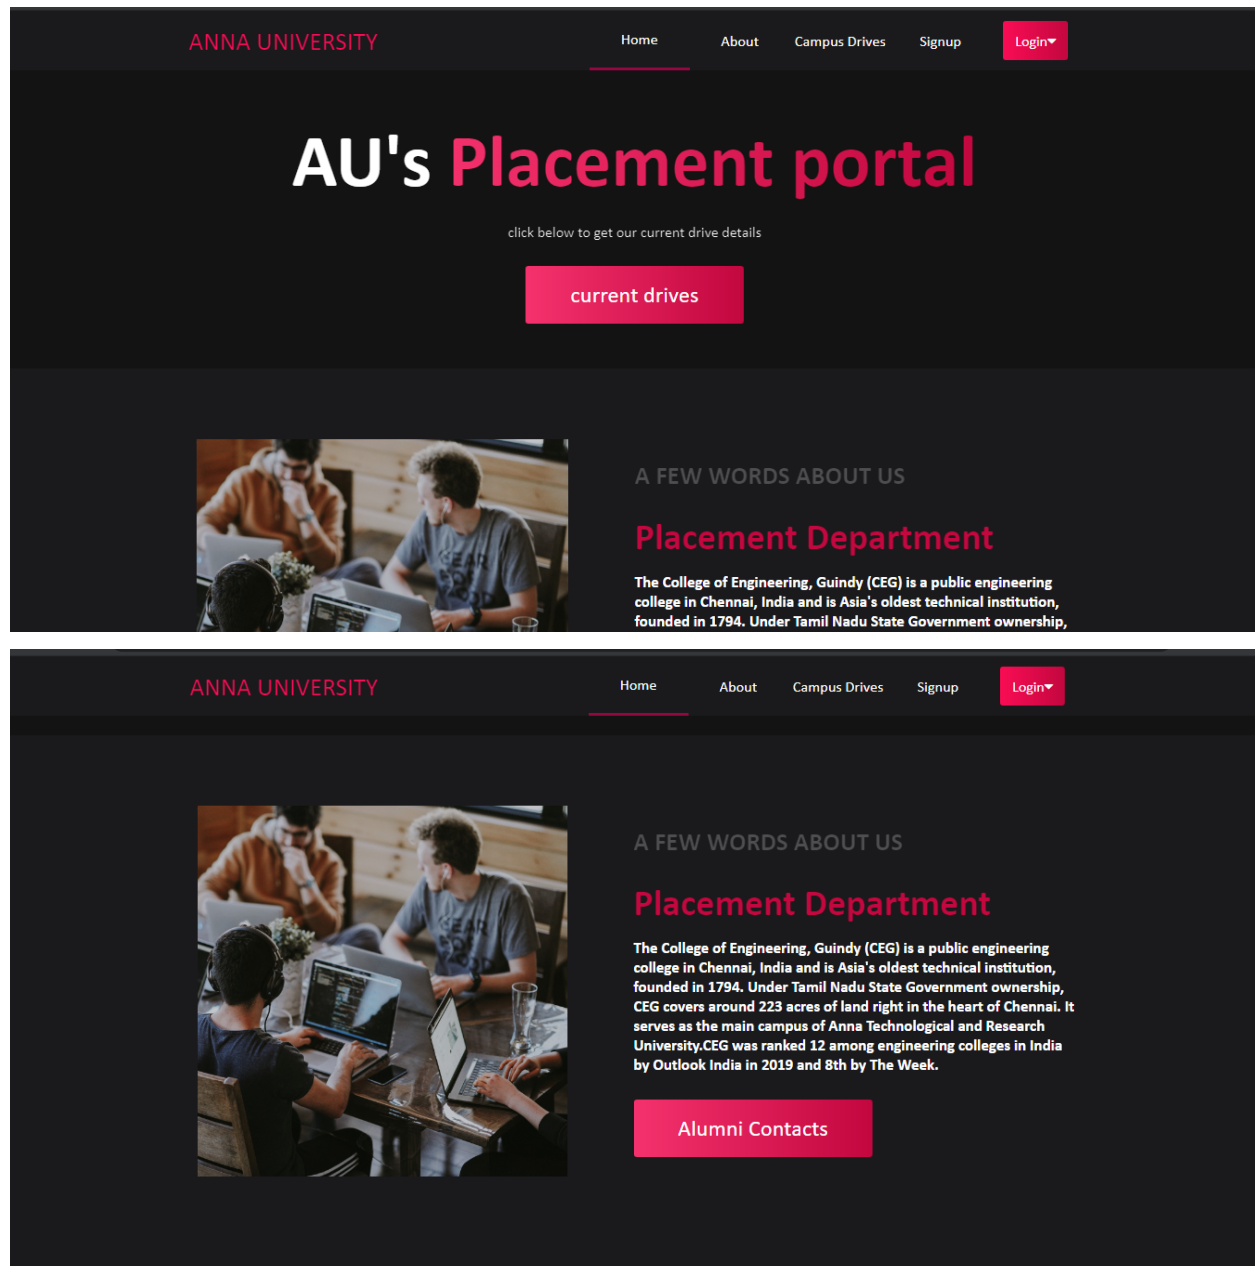 ANNA UNIVERSITY
Home About Campus Drives Signup Login
AU's Placement portal
click below to get our current drive details
current drives
A FEW WORDS ABOUT US
Placement Department
The College of Engineering, Guindy (CEG) is a public engineering
college in Chennai, India and is Asia's oldest technical institution,
founded in 1794. Under Tamil Nadu State Government ownership,
ANNA UNIVERSITY
Home About Campus Drives Signup Login
A FEW WORDS ABOUT US
Placement Department
The College of Engineering, Guindy (CEG) is a public engineering
college in Chennai, India and is Asia's oldest technical institution,
founded in 1794. Under Tamil Nadu State Government ownership,
CEG covers around 223 acres of land right in the heart of Chennai. It
serves as the main campus of Anna Technological and Research
University.CEG was ranked 12 among engineering colleges in India
by Outlook India in 2019 and 8th by The Week.
Alumni Contacts